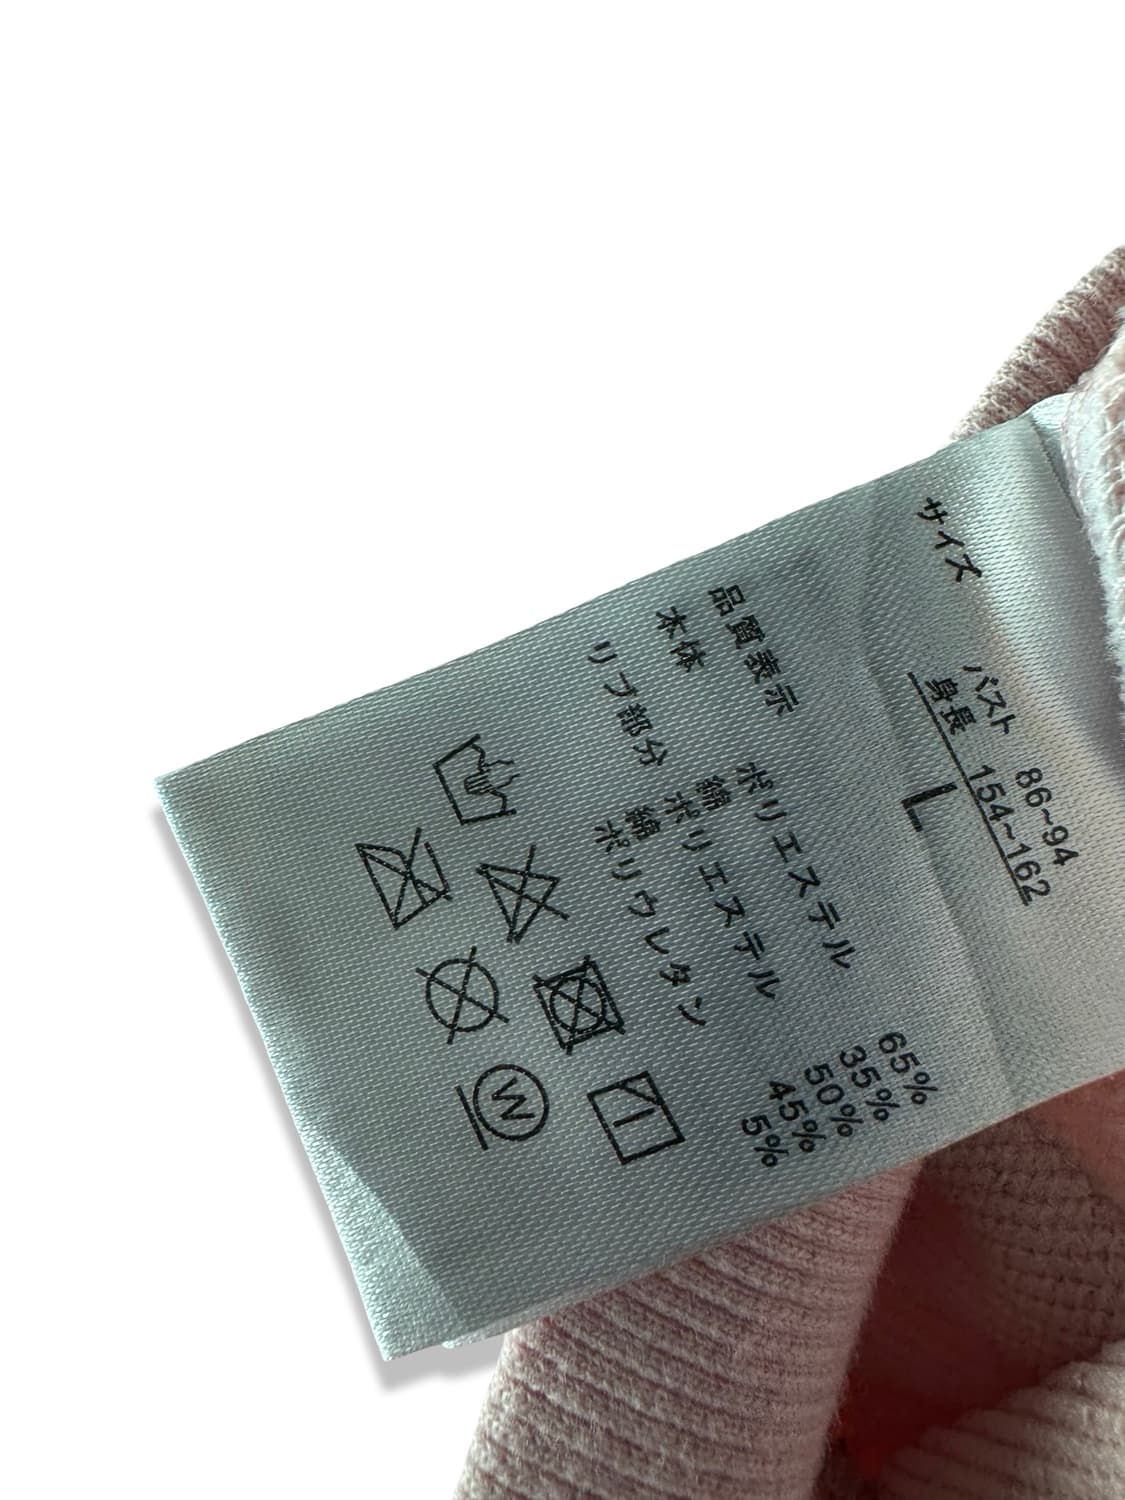 サイズ
バスト 86~94
身長 154~162
L
品質表示
本体 ポリエステル 65%
綿 35%
リブ部分 ポリエステル 50%
綿 45%
ポリウレタン 5%
W